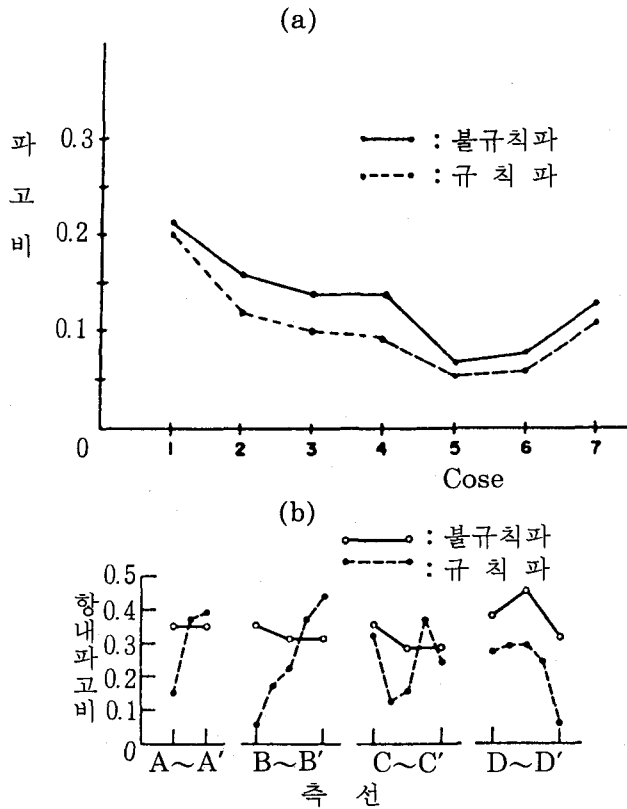 (a)
파고비
0.3
0.2
0.1
0
: 불규칙파
: 규 칙 파
1 2 3 4 5 6 7
Cose
(b)
: 불규칙파
: 규 칙 파
항내파고비
0.5
0.4
0.3
0.2
0.1
0
A~A′ B~B′ C~C′ D~D′
측 선